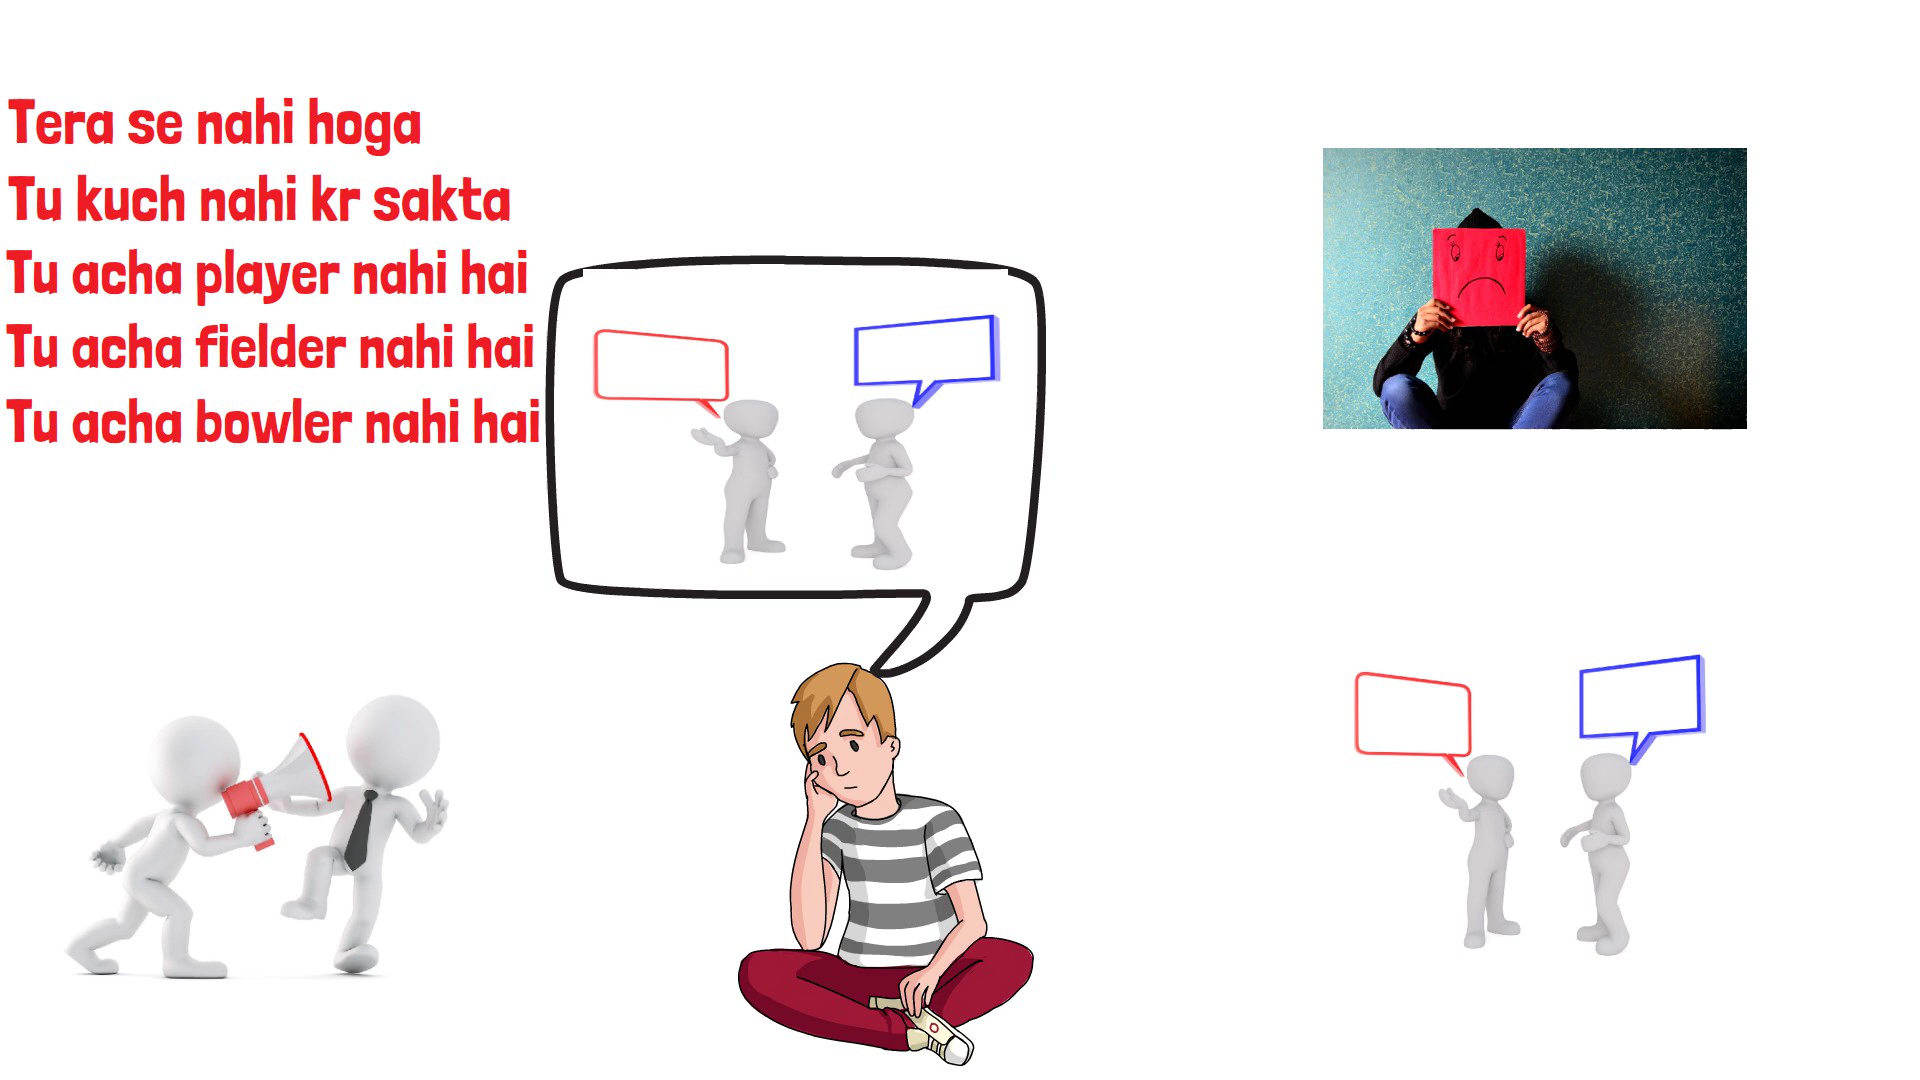 Tera se nahi hoga
Tu kuch nahi kr sakta
Tu acha player nahi hai
Tu acha fielder nahi hai
Tu acha bowler nahi hai